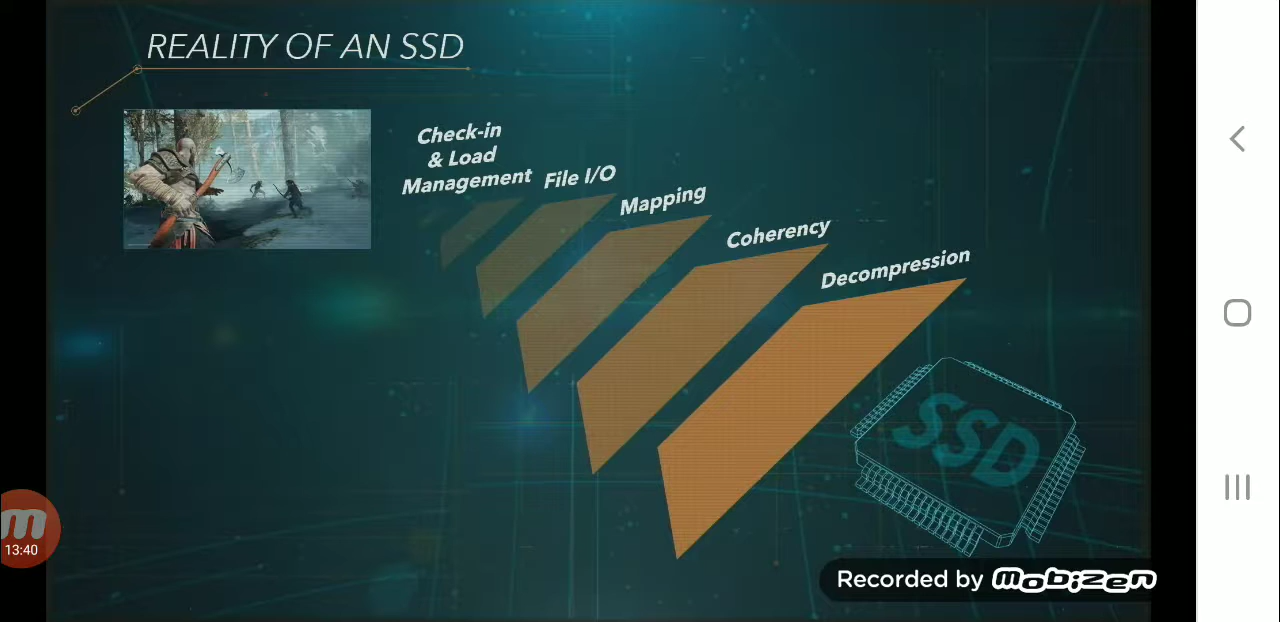 REALITY OF AN SSD
Check-in
& Load
Management
File I/O
Mapping
Coherency
Decompression
SSD
13:40
Recorded by mobizen